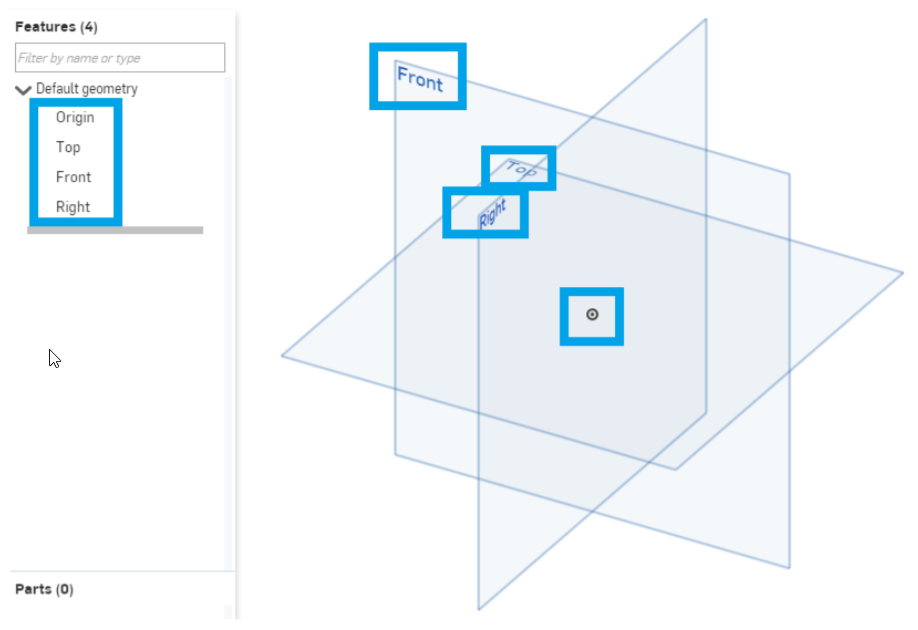 Features (4)
Filter by name or type
Default geometry
Origin
Top
Front
Right
Parts (0)
Front
Top
Right